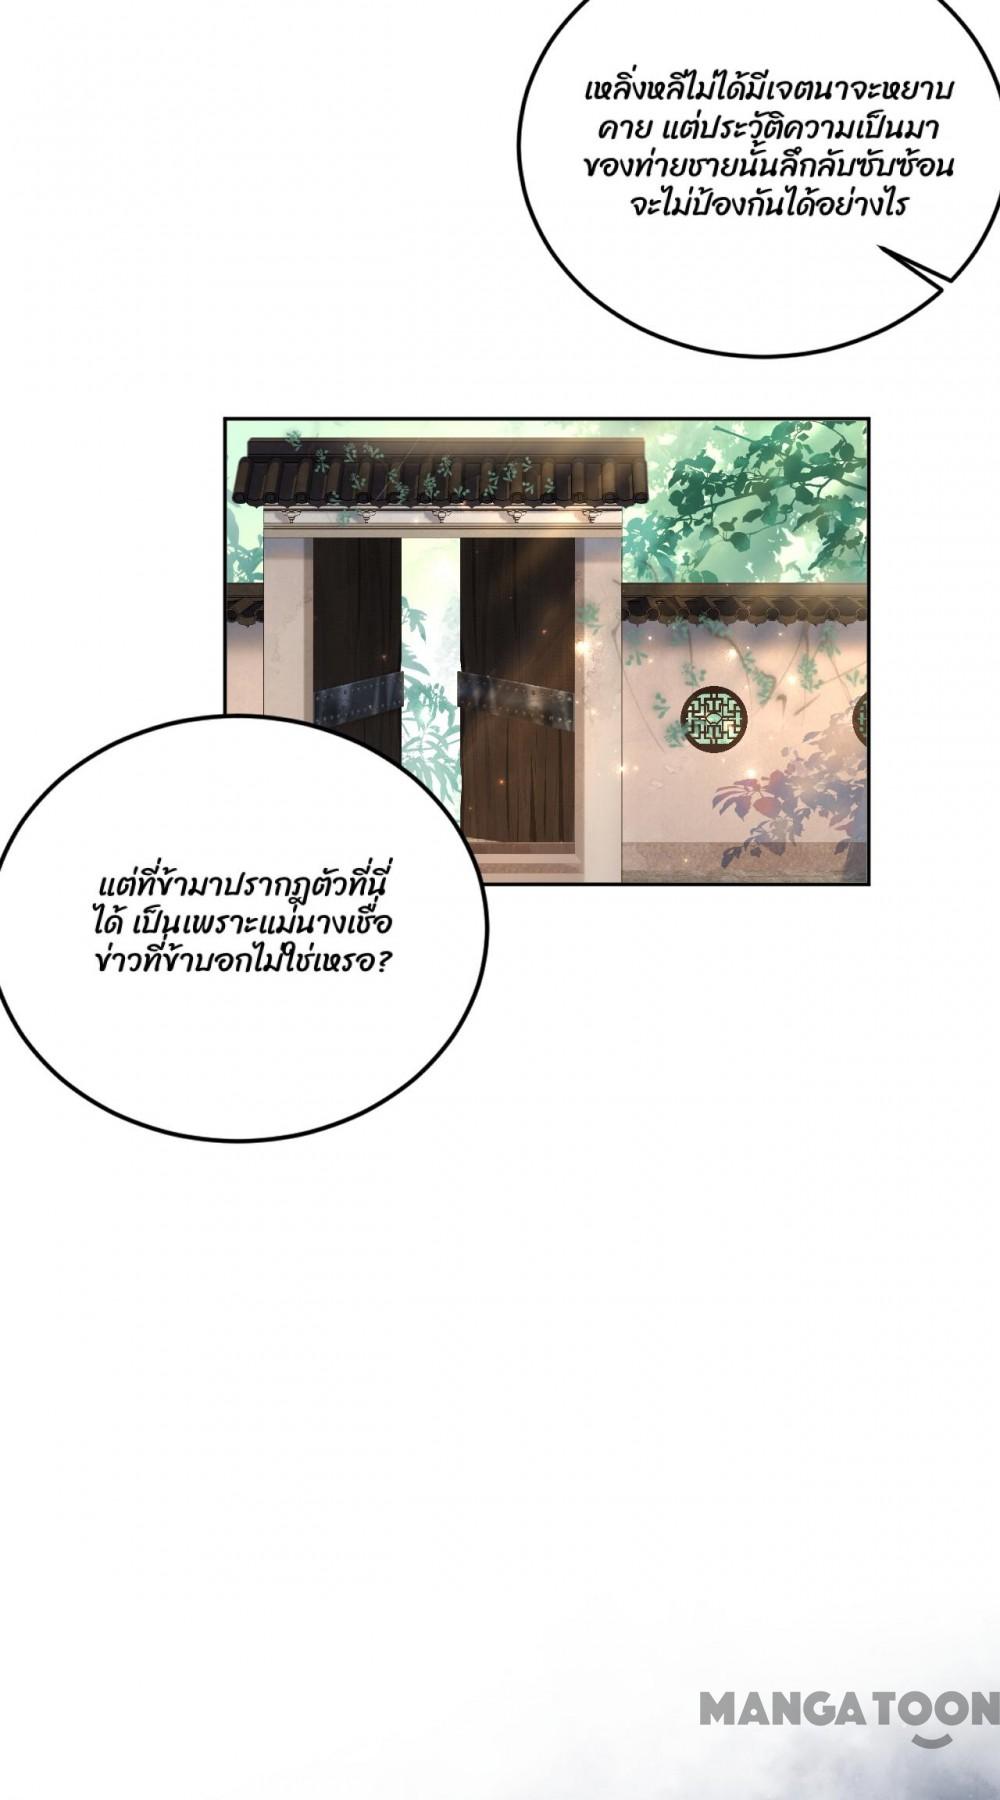 เหลิ่งหลีไม่ได้มีเจตนาจะหยาบ
คาย แต่ประวัติความเป็นมา
ของท่ายชายนั้นลึกลับซับซ้อน
จะไม่ป้องกันได้อย่างไร
แต่ที่ข้ามาปรากฎตัวที่นี่
ได้ เป็นเพราะแม่นางเชื่อ
ข่าวที่ข้าบอกไม่ใช่เหรอ?
MANGATOON